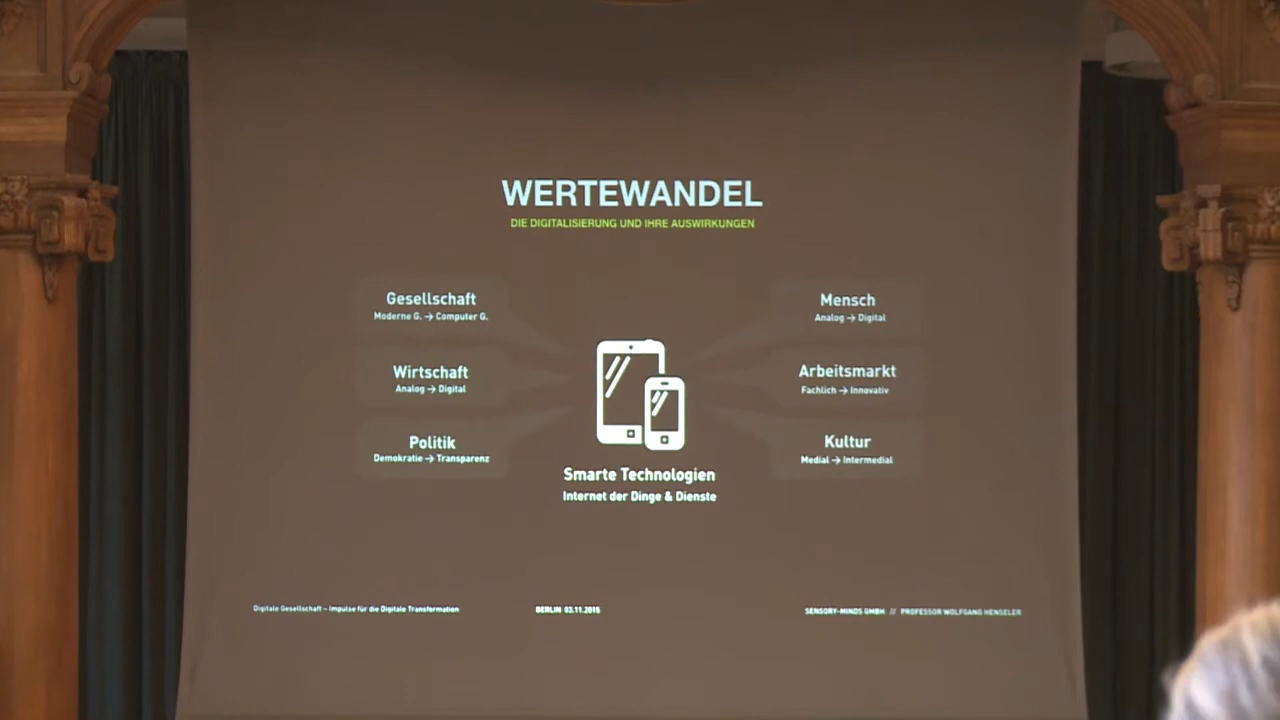 WERTEWANDEL
DIE DIGITALISIERUNG UND IHRE AUSWIRKUNGEN
Gesellschaft
Moderne G. → Computer G.
Wirtschaft
Analog → Digital
Politik
Demokratie → Transparenz
Smarte Technologien
Internet der Dinge & Dienste
Mensch
Analog → Digital
Arbeitsmarkt
Fachlich → Innovativ
Kultur
Medial → Intermedial
Digitale Gesellschaft – Impulse für die Digitale Transformation
BERLIN 03.11.2015
SENSORY-MINDS GMBH // PROFESSOR WOLFGANG HENSELER